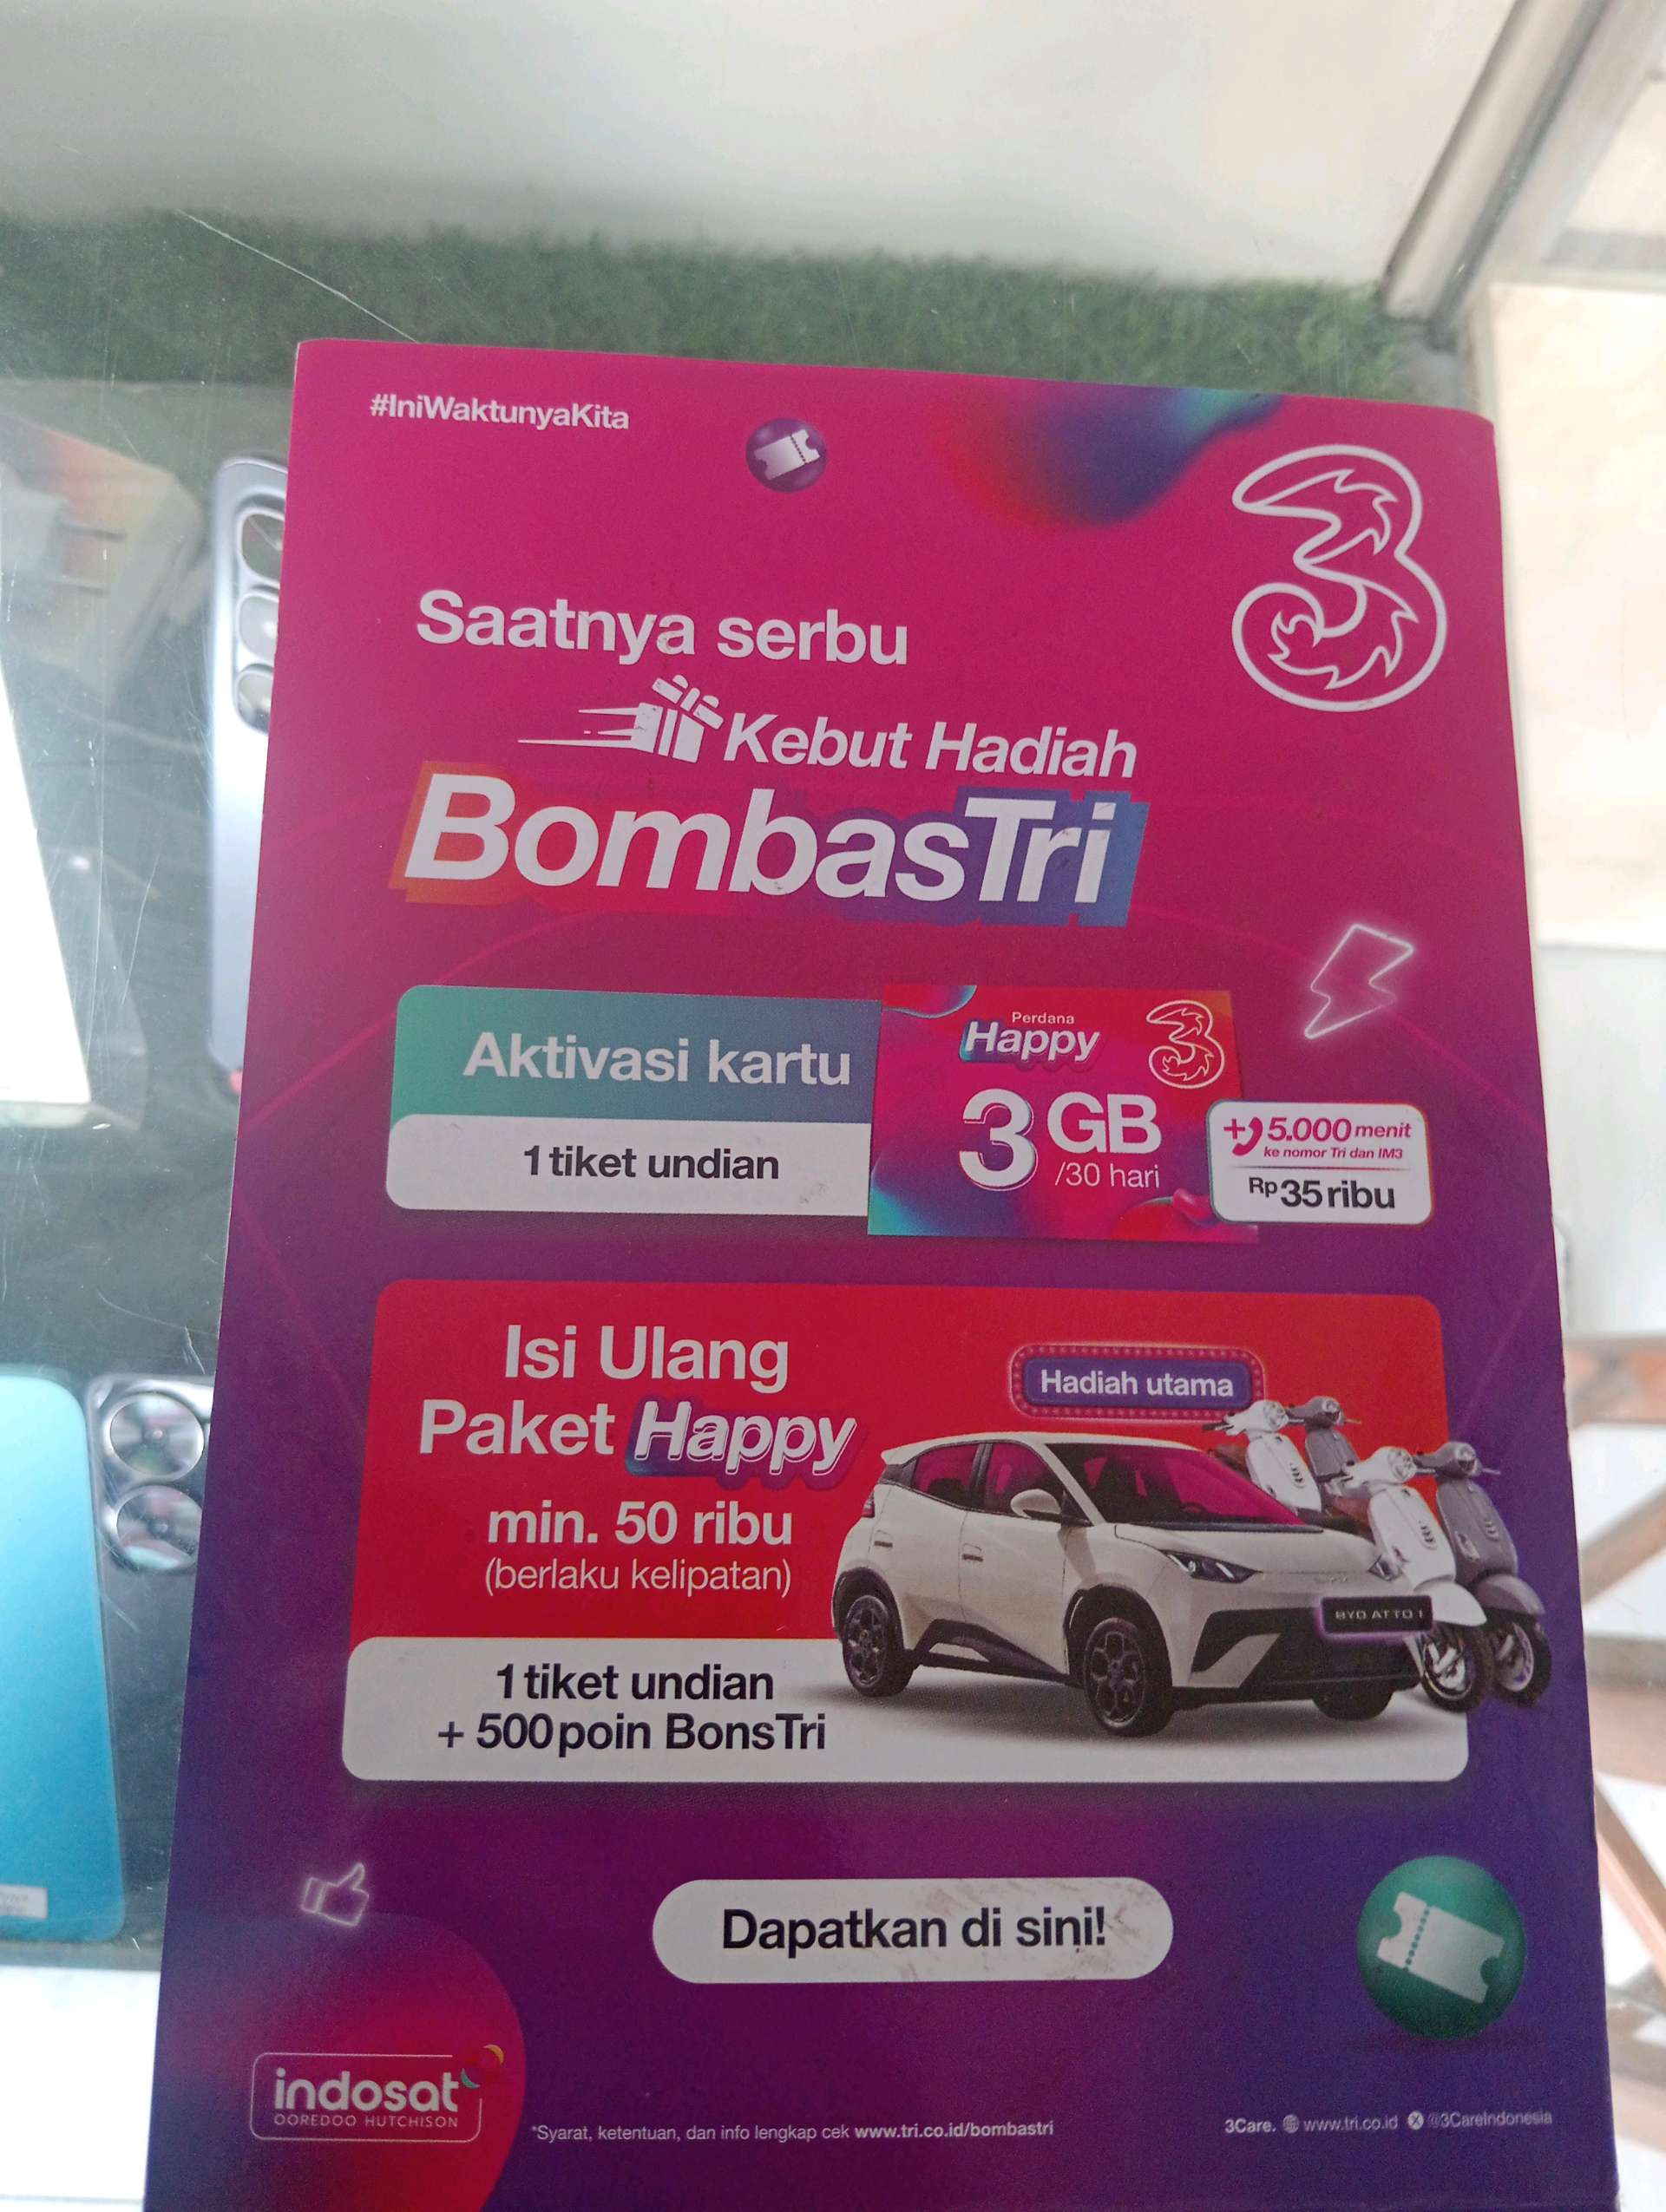 #IniWaktunyaKita
3
Saatnya serbu
Kebut Hadiah
BombasTri
Aktivasi kartu
1 tiket undian
Perdana
Happy
3
3 GB
/30 hari
+ 5.000 menit
ke nomor Tri dan IM3
Rp35 ribu
Isi Ulang
Paket Happy
min. 50 ribu
(berlaku kelipatan)
Hadiah utama
BYD ATTO 1
1 tiket undian
+ 500 poin BonsTri
Dapatkan di sini!
indosat
OOREDOO HUTCHISON
*Syarat, ketentuan, dan info lengkap cek www.tri.co.id/bombastri
3Care. www.tri.co.id @3CareIndonesia